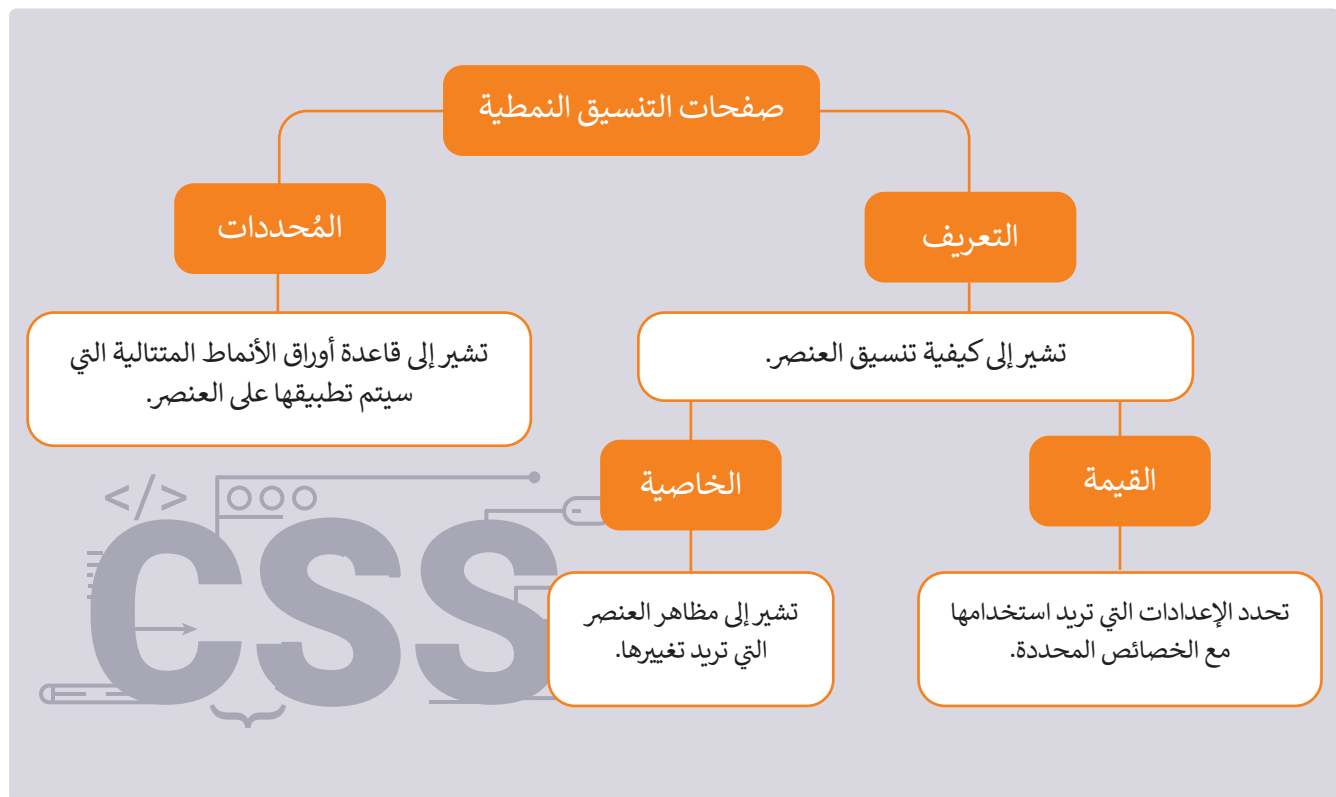 صفحات التنسيق النمطية
التعريف
المُحددات
تشير إلى كيفية تنسيق العنصر.
تشير إلى قاعدة أوراق الأنماط المتتالية التي
سيتم تطبيقها على العنصر.
القيمة
الخاصية
تحدد الإعدادات التي تريد استخدامها
مع الخصائص المحددة.
تشير إلى مظاهر العنصر
التي تريد تغييرها.
</>
CSS